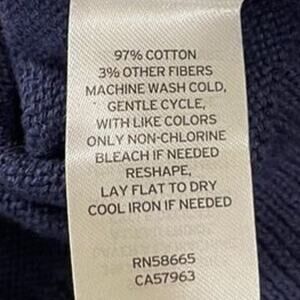 97% COTTON
3% OTHER FIBERS
MACHINE WASH COLD,
GENTLE CYCLE,
WITH LIKE COLORS
ONLY NON-CHLORINE
BLEACH IF NEEDED
RESHAPE,
LAY FLAT TO DRY
COOL IRON IF NEEDED
RN58665
CA57963